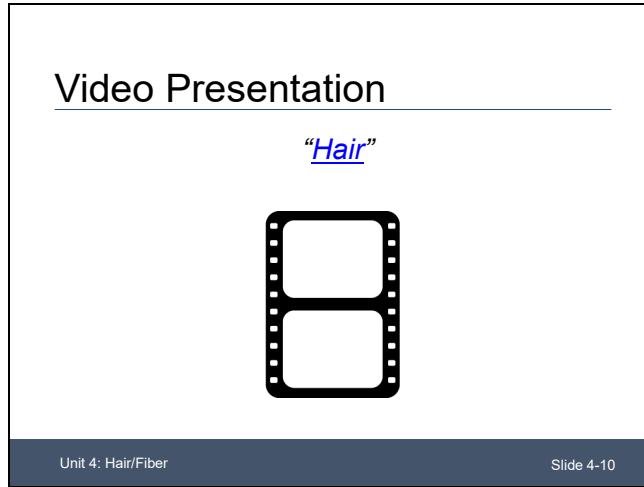 Video Presentation
“Hair”
Unit 4: Hair/Fiber
Slide 4-10